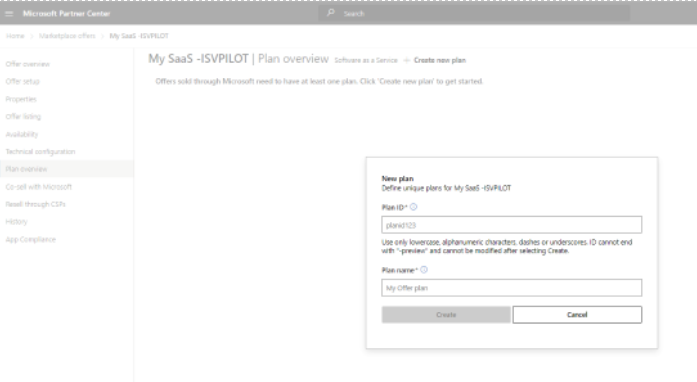 Microsoft Partner Center
Search
Home > Marketplace offers > My SaaS -ISVPILOT
My SaaS -ISVPILOT | Plan overview Software as a Service + Create new plan
Offers sold through Microsoft need to have at least one plan. Click 'Create new plan' to get started.
Offer overview
Offer setup
Properties
Offer listing
Availability
Technical configuration
Plan overview
Co-sell with Microsoft
Resell through CSPs
History
App Compliance
New plan
Define unique plans for My SaaS -ISVPILOT
Plan ID*
planid123
Use only lowercase, alphanumeric characters, dashes or underscores. ID cannot end
with "-preview" and cannot be modified after selecting Create.
Plan name*
My Offer plan
Create
Cancel